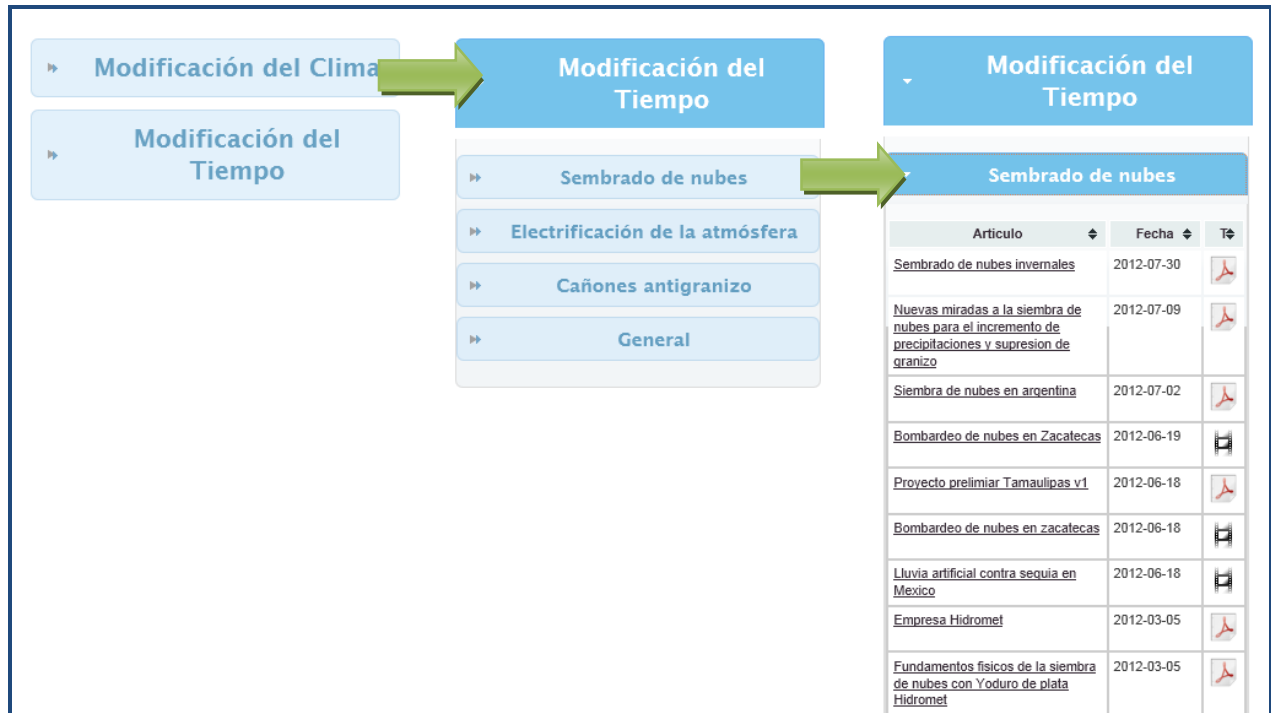 Modificación del Clima
Modificación del
Tiempo
Modificación del
Tiempo
Sembrado de nubes
Electrificación de la atmósfera
Cañones antigranizo
General
Modificación del
Tiempo
Sembrado de nubes
Articulo Fecha T
Sembrado de nubes invernales 2012-07-30
Nuevas miradas a la siembra de 2012-07-09
nubes para el incremento de
precipitaciones y supresion de
granizo
Siembra de nubes en argentina 2012-07-02
Bombardeo de nubes en Zacatecas 2012-06-19
Proyecto prelimiar Tamaulipas v1 2012-06-18
Bombardeo de nubes en zacatecas 2012-06-18
Lluvia artificial contra sequia en 2012-06-18
Mexico
Empresa Hidromet 2012-03-05
Fundamentos fisicos de la siembra 2012-03-05
de nubes con Yoduro de plata
Hidromet